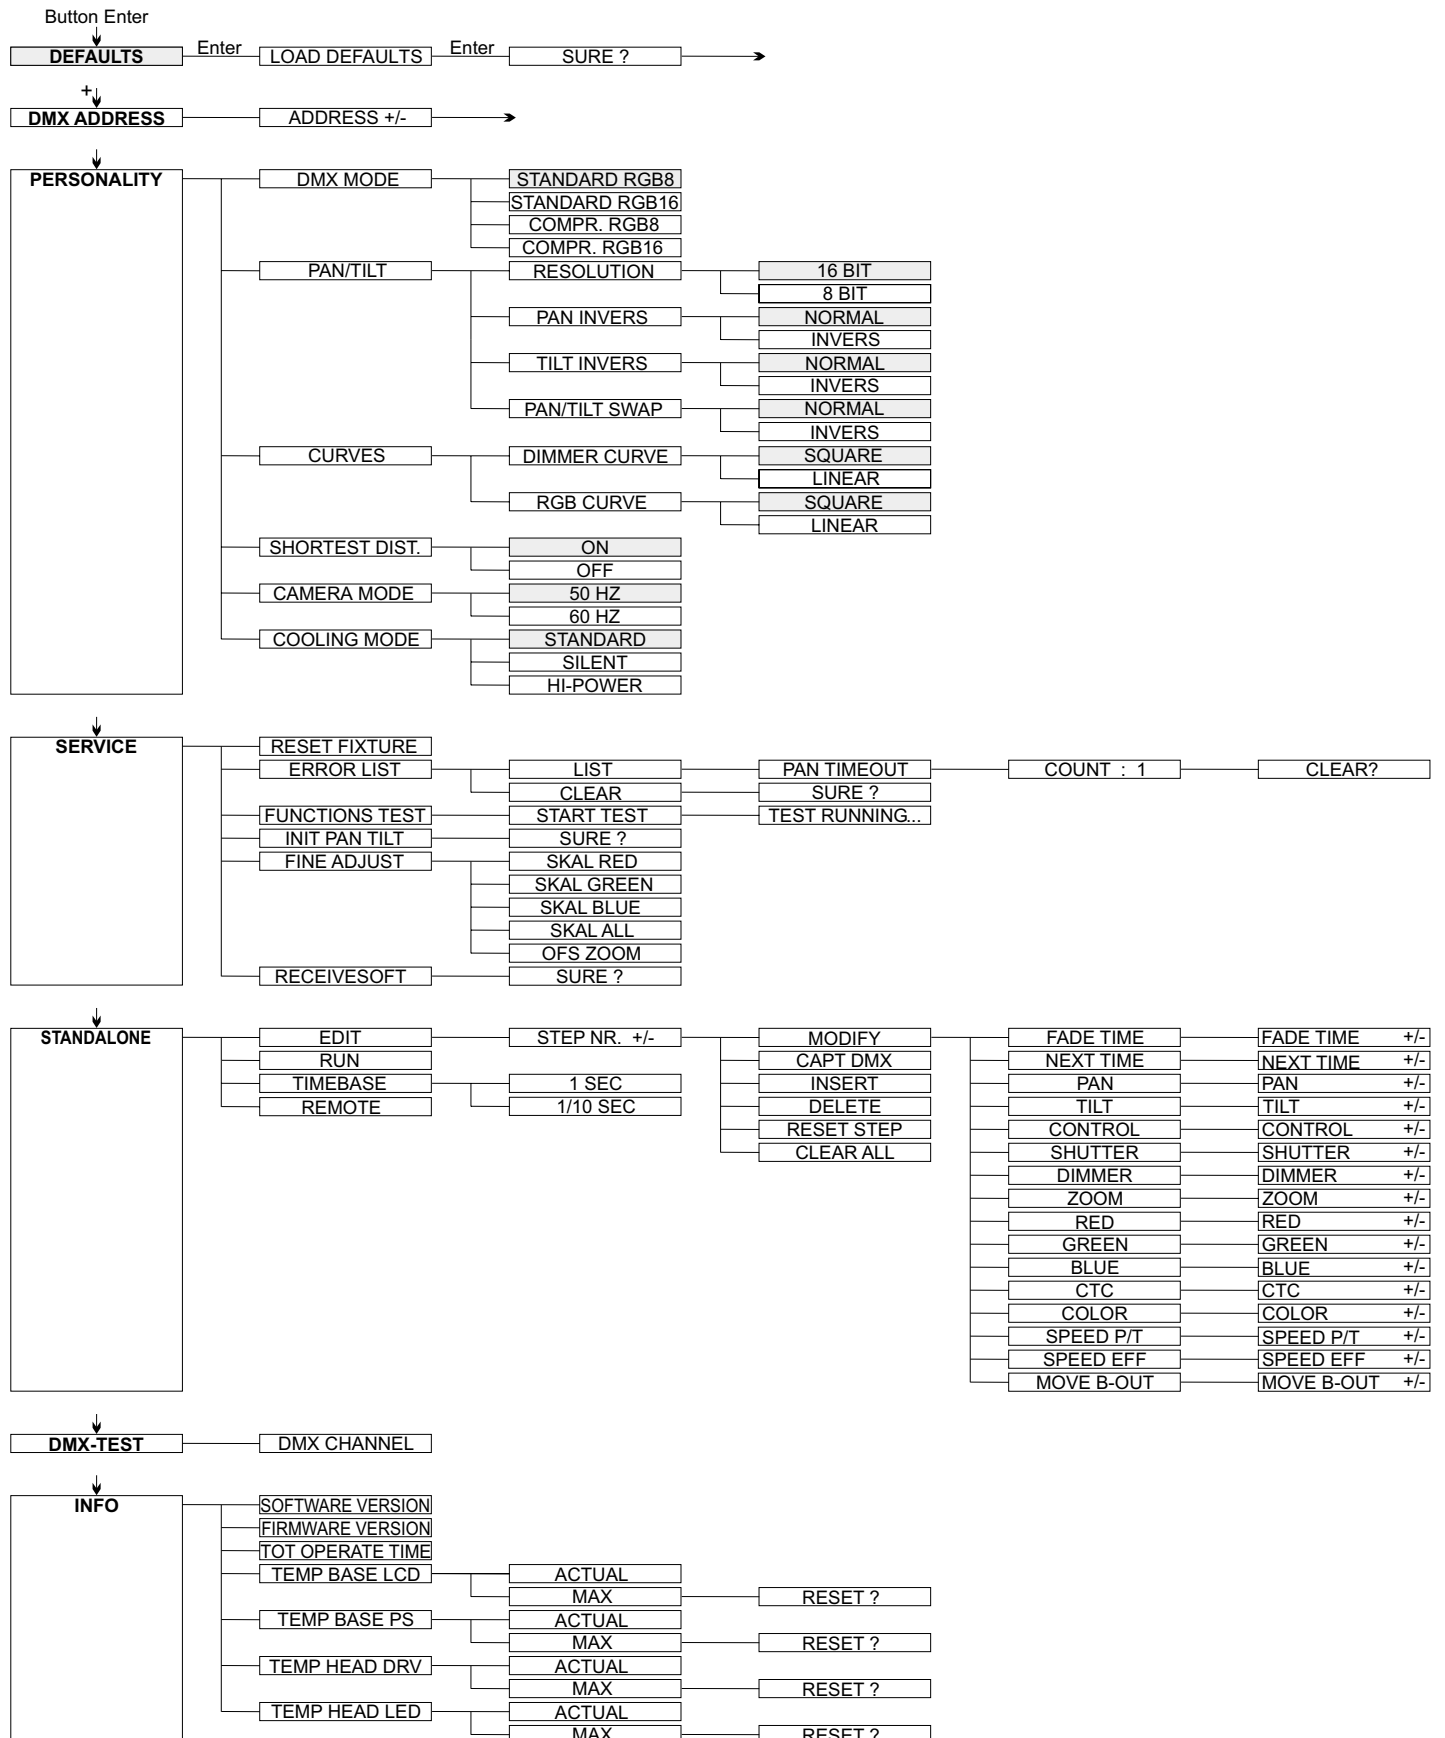 Button Enter
DEFAULTS Enter LOAD DEFAULTS Enter SURE ?
+
DMX ADDRESS ADDRESS +/-
PERSONALITY DMX MODE STANDARD RGB8
STANDARD RGB16
COMPR. RGB8
COMPR. RGB16
PAN/TILT RESOLUTION 16 BIT
8 BIT
PAN INVERS NORMAL
INVERS
TILT INVERS NORMAL
INVERS
PAN/TILT SWAP NORMAL
INVERS
CURVES DIMMER CURVE SQUARE
LINEAR
RGB CURVE SQUARE
LINEAR
SHORTEST DIST. ON
OFF
CAMERA MODE 50 HZ
60 HZ
COOLING MODE STANDARD
SILENT
HI-POWER
SERVICE RESET FIXTURE
ERROR LIST LIST PAN TIMEOUT COUNT : 1 CLEAR?
CLEAR SURE ?
FUNCTIONS TEST START TEST TEST RUNNING...
INIT PAN TILT SURE ?
FINE ADJUST SKAL RED
SKAL GREEN
SKAL BLUE
SKAL ALL
OFS ZOOM
RECEIVESOFT SURE ?
STANDALONE EDIT STEP NR. +/- MODIFY FADE TIME FADE TIME +/-
RUN CAPT DMX NEXT TIME NEXT TIME +/-
TIMEBASE 1 SEC INSERT PAN PAN +/-
REMOTE 1/10 SEC DELETE TILT TILT +/-
RESET STEP CONTROL CONTROL +/-
CLEAR ALL SHUTTER SHUTTER +/-
DIMMER DIMMER +/-
ZOOM ZOOM +/-
RED RED +/-
GREEN GREEN +/-
BLUE BLUE +/-
CTC CTC +/-
COLOR COLOR +/-
SPEED P/T SPEED P/T +/-
SPEED EFF SPEED EFF +/-
MOVE B-OUT MOVE B-OUT +/-
DMX-TEST DMX CHANNEL
INFO SOFTWARE VERSION
FIRMWARE VERSION
TOT OPERATE TIME
TEMP BASE LCD ACTUAL
MAX RESET ?
TEMP BASE PS ACTUAL
MAX RESET ?
TEMP HEAD DRV ACTUAL
MAX RESET ?
TEMP HEAD LED ACTUAL
MAX RESET ?